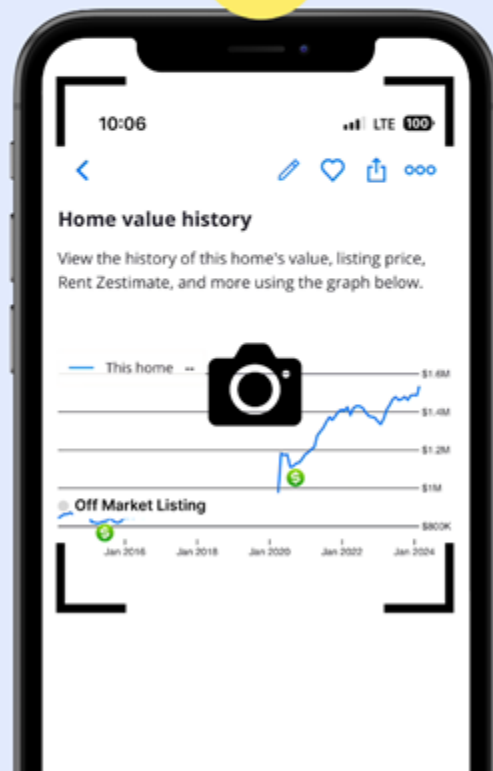 10:06 LTE 100
Home value history
View the history of this home's value, listing price,
Rent Zestimate, and more using the graph below.
This home --
$1.6M
$1.4M
$1.2M
$1M
Off Market Listing
$800K
Jan 2016 Jan 2018 Jan 2020 Jan 2022 Jan 2024